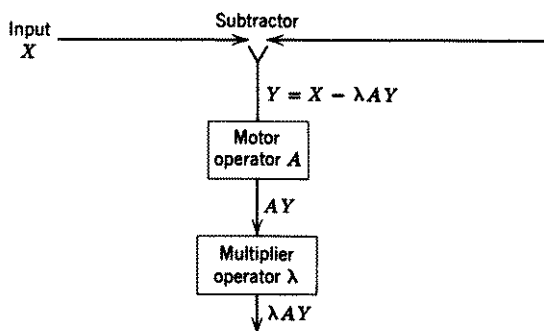 Subtractor
Input
X
Y = X − λAY
Motor
operator A
AY
Multiplier
operator λ
λAY